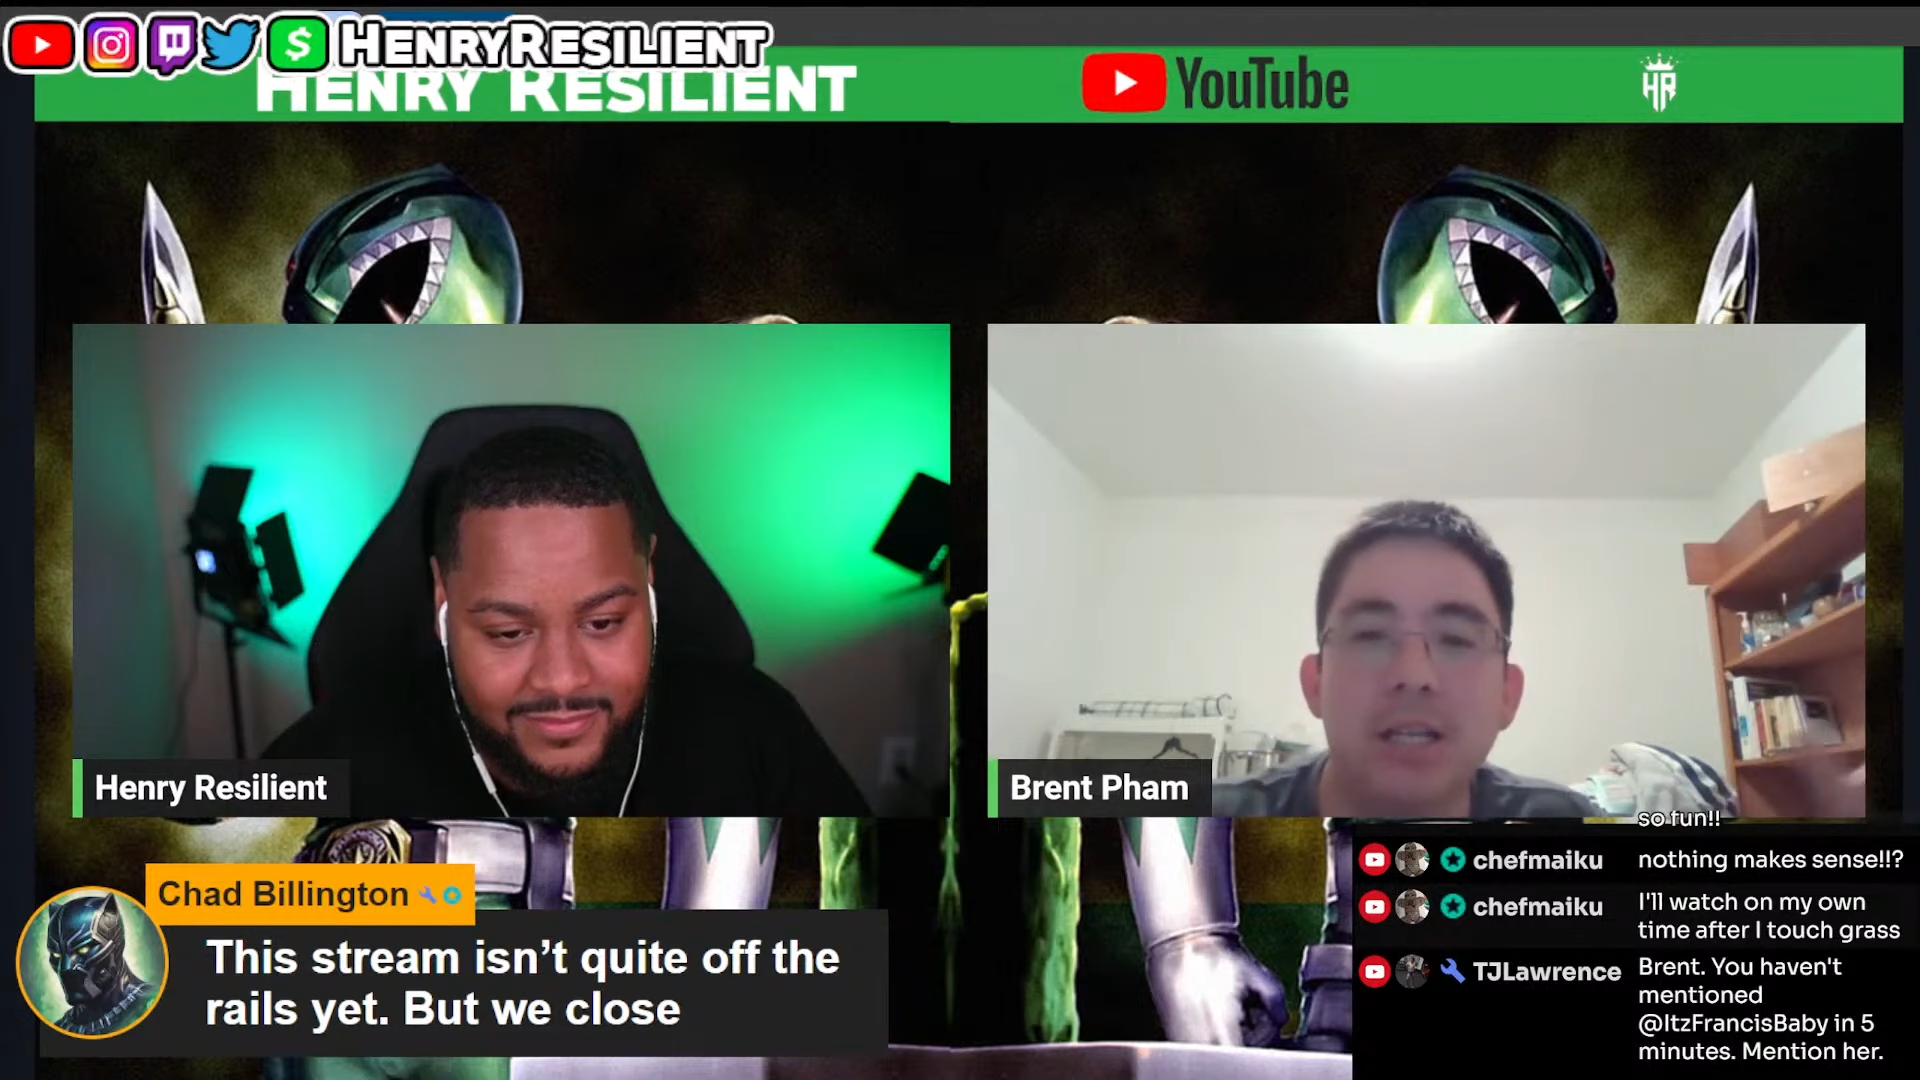 HENRYRESILIENT
HENRY RESILIENT
YouTube
HR
Henry Resilient
Brent Pham
Chad Billington
This stream isn’t quite off the
rails yet. But we close
so fun!!
chefmaiku nothing makes sense!!?
chefmaiku I'll watch on my own
time after I touch grass
TJLawrence Brent. You haven't
mentioned
@ItzFrancisBaby in 5
minutes. Mention her.